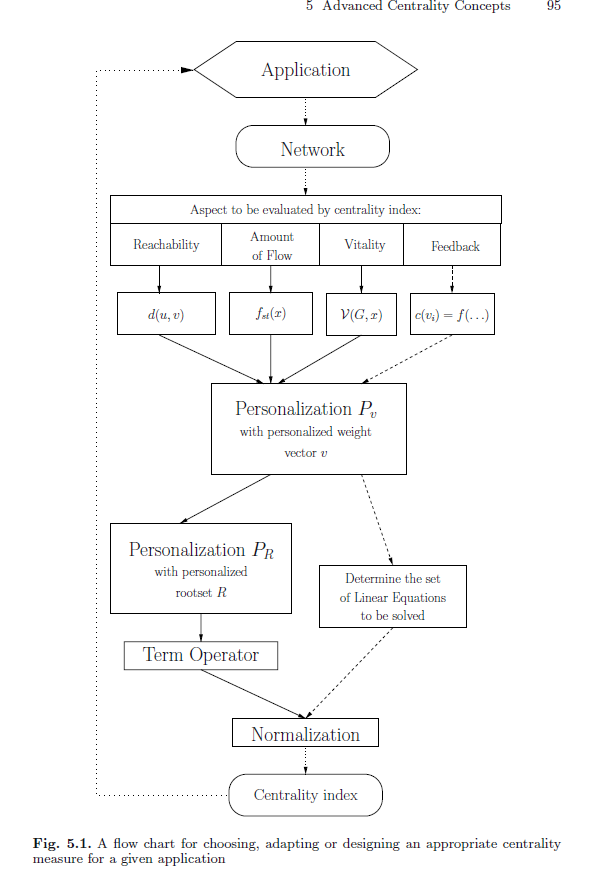 5 Advanced Centrality Concepts 95
Application
Network
Aspect to be evaluated by centrality index:
Reachability
Amount
of Flow
Vitality
Feedback
d(u, v)
f_{st}(x)
𝒱(G, x)
c(v_i) = f(...)
Personalization P_v
with personalized weight
vector v
Personalization P_R
with personalized
rootset R
Determine the set
of Linear Equations
to be solved
Term Operator
Normalization
Centrality index
Fig. 5.1. A flow chart for choosing, adapting or designing an appropriate centrality
measure for a given application